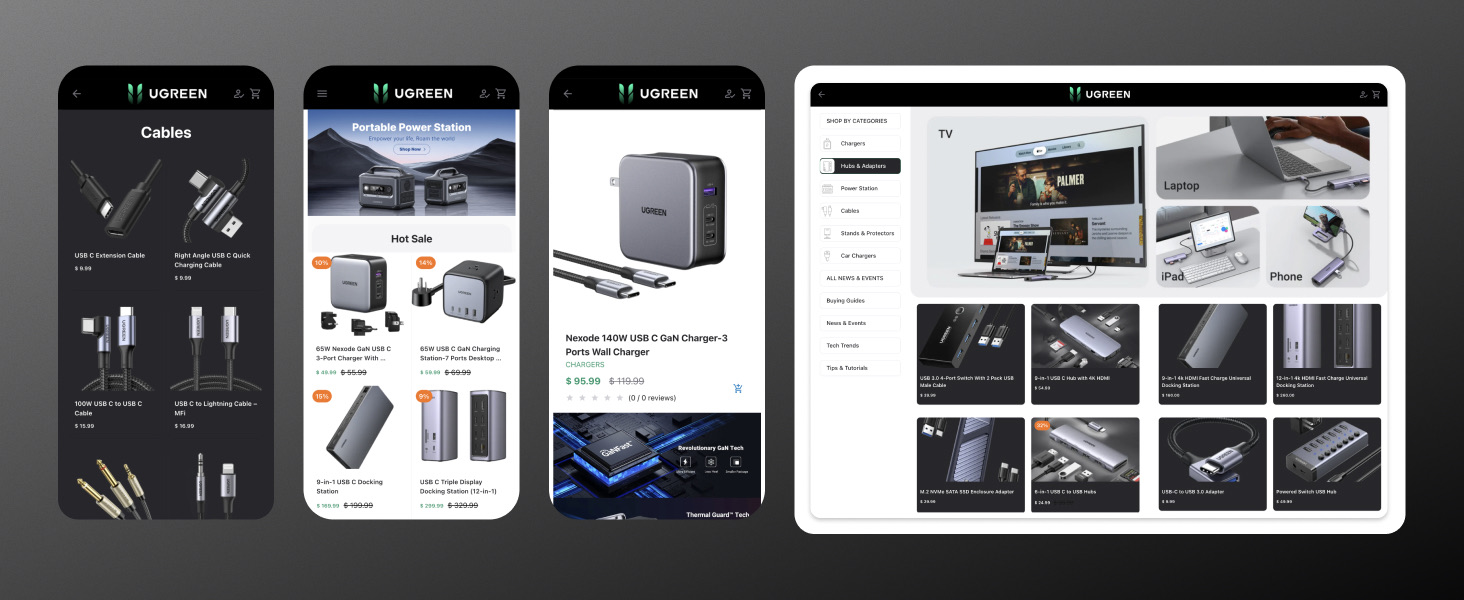 UGREEN
Cables
USB C Extension Cable
$ 9.99
Right Angle USB C Quick
Charging Cable
$ 9.99
100W USB C to USB C
Cable
$ 15.99
USB C to Lightning Cable –
MFi
$ 16.99
UGREEN
Portable Power Station
Empower your life, Roam the world
Shop Now >
Hot Sale
10%
14%
UGREEN
65W Nexode GaN USB C
3-Port Charger With ...
$ 49.99 $ 55.99
65W USB C GaN Charging
Station-7 Ports Desktop ...
$ 59.99 $ 69.99
15%
9%
9-in-1 USB C Docking
Station
$ 169.99 $ 199.99
USB C Triple Display
Docking Station (12-in-1)
$ 299.99 $ 329.99
UGREEN
UGREEN
Nexode 140W USB C GaN Charger-3
Ports Wall Charger
CHARGERS
$ 95.99 $ 119.99
(0 / 0 reviews)
GaNFast
Revolutionary GaN Tech
Thermal Guard™ Tech
UGREEN
SHOP BY CATEGORIES
Chargers
Hubs & Adapters
Power Station
Cables
Stands & Protectors
Car Chargers
ALL NEWS & EVENTS
Buying Guides
News & Events
Tech Trends
Tips & Tutorials
TV
PALMER
Laptop
iPad
Phone
USB 3.0 4-Port Switch With 2 Pack USB
Male Cable
$ 39.99
9-in-1 USB C Hub with 4K HDMI
$ 54.99
9-in-1 4k HDMI Fast Charge Universal
Docking Station
$ 160.00
12-in-1 4k HDMI Fast Charge Universal
Docking Station
$ 260.00
M.2 NVMe SATA SSD Enclosure Adapter
$ 29.99
32%
6-in-1 USB C to USB Hubs
$ 24.99
USB-C to USB 3.0 Adapter
$ 9.99
Powered Switch USB Hub
$ 49.99